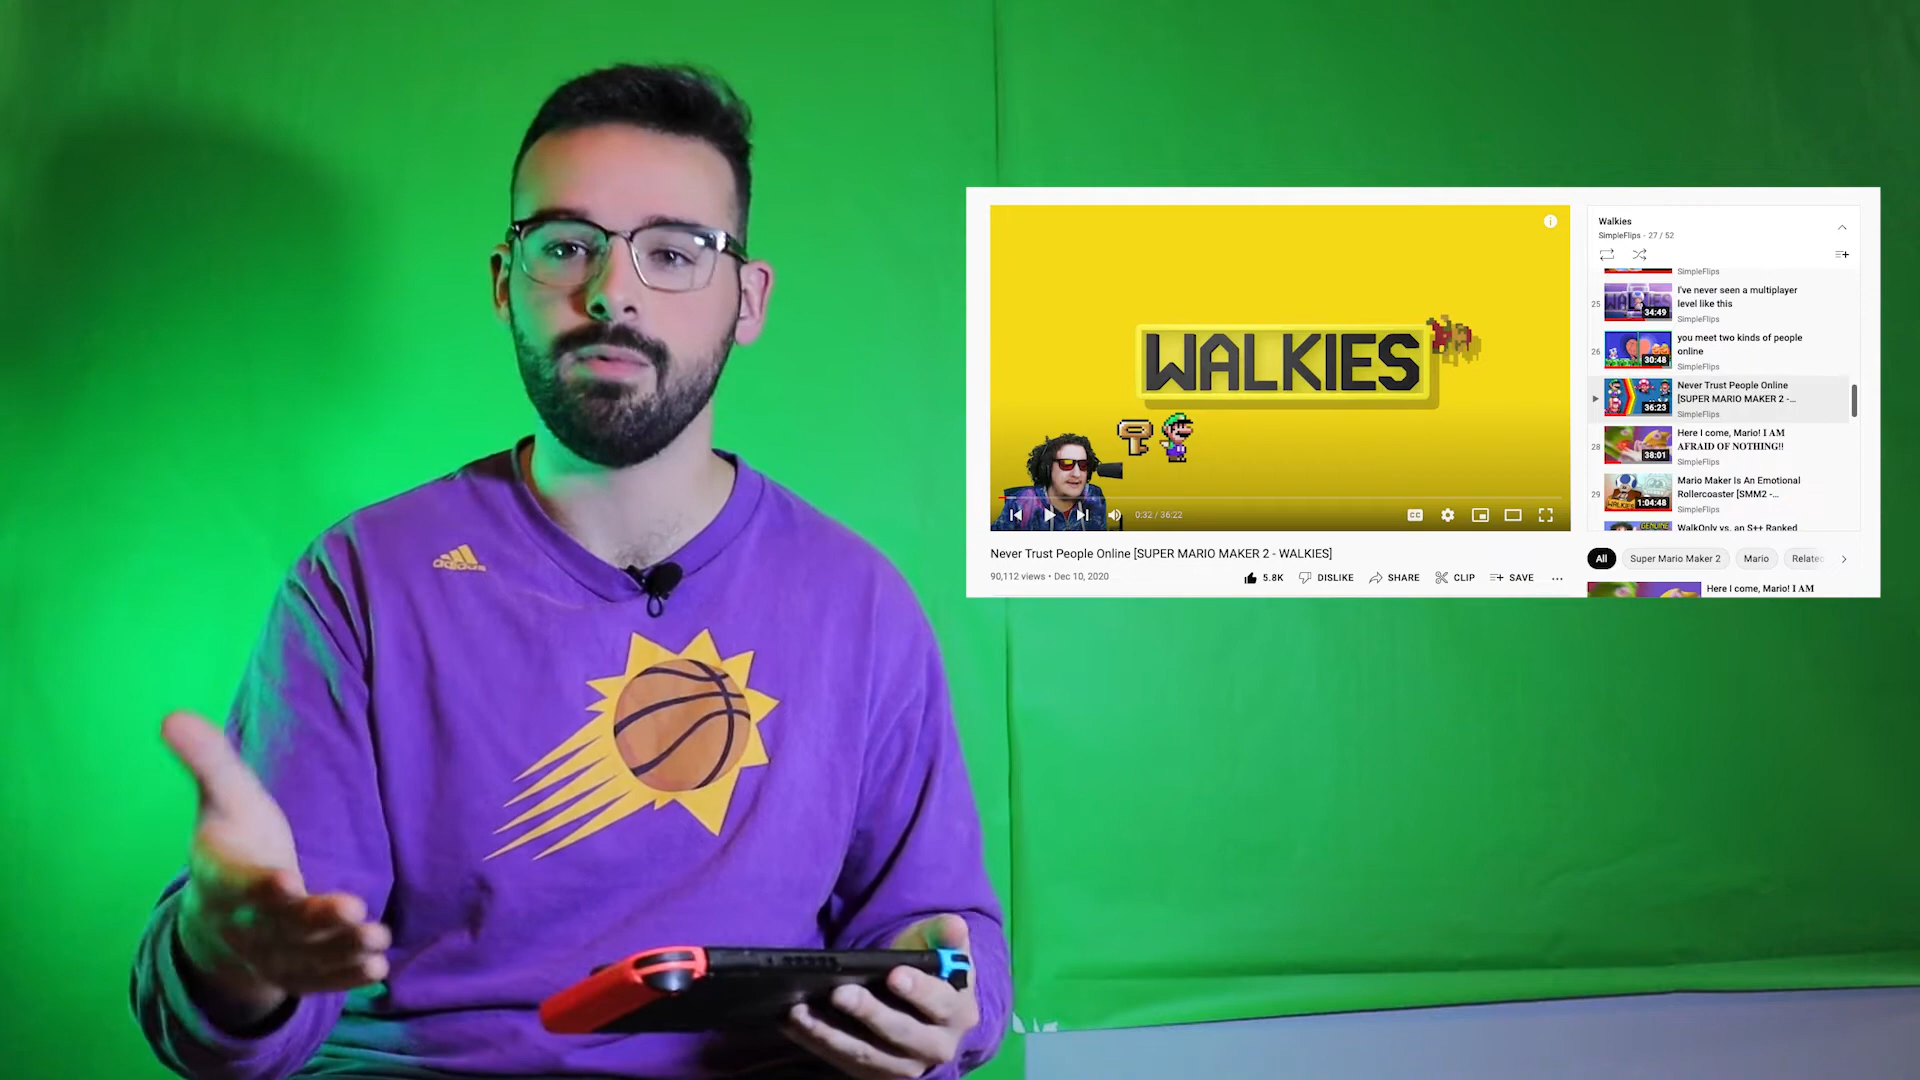 adidas
WALKIES
0:32 / 36:22
CC
Never Trust People Online [SUPER MARIO MAKER 2 - WALKIES]
90,112 views • Dec 10, 2020
5.8K DISLIKE SHARE CLIP SAVE ...
Walkies
SimpleFlips - 27 / 52
SimpleFlips
25
WALKIES
34:49
I've never seen a multiplayer
level like this
SimpleFlips
26
30:48
you meet two kinds of people
online
SimpleFlips
36:23
Never Trust People Online
[SUPER MARIO MAKER 2 -...
SimpleFlips
28
38:01
Here I come, Mario! I AM
AFRAID OF NOTHING!!
SimpleFlips
29
1:04:48
Mario Maker Is An Emotional
Rollercoaster [SMM2 -...
SimpleFlips
GENUINE
WalkOnly vs. an S++ Ranked
All Super Mario Maker 2 Mario Relate
Here I come, Mario! I AM